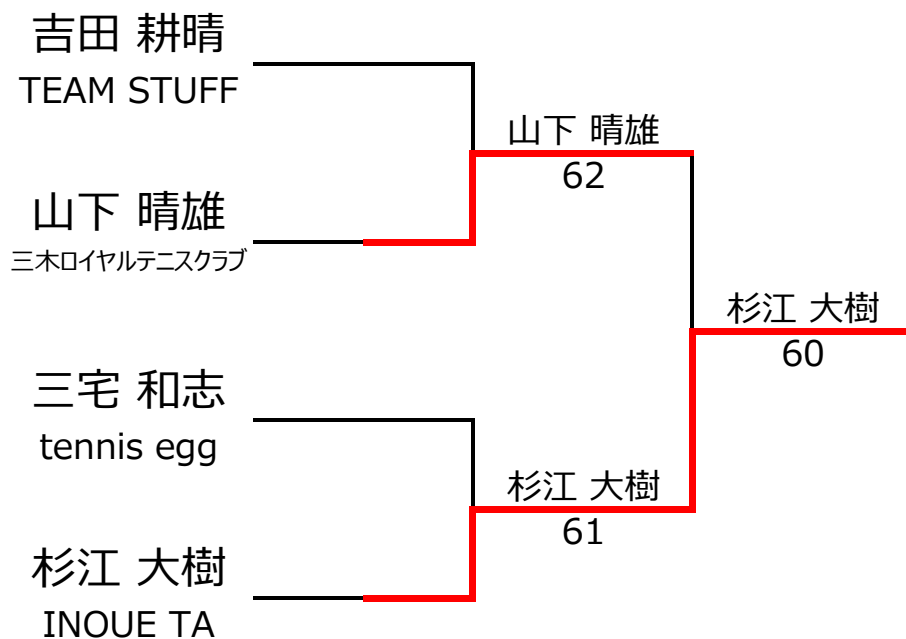 吉田 耕晴
TEAM STUFF
山下 晴雄
62
山下 晴雄
三木ロイヤルテニスクラブ
杉江 大樹
60
三宅 和志
tennis egg
杉江 大樹
61
杉江 大樹
INOUE TA